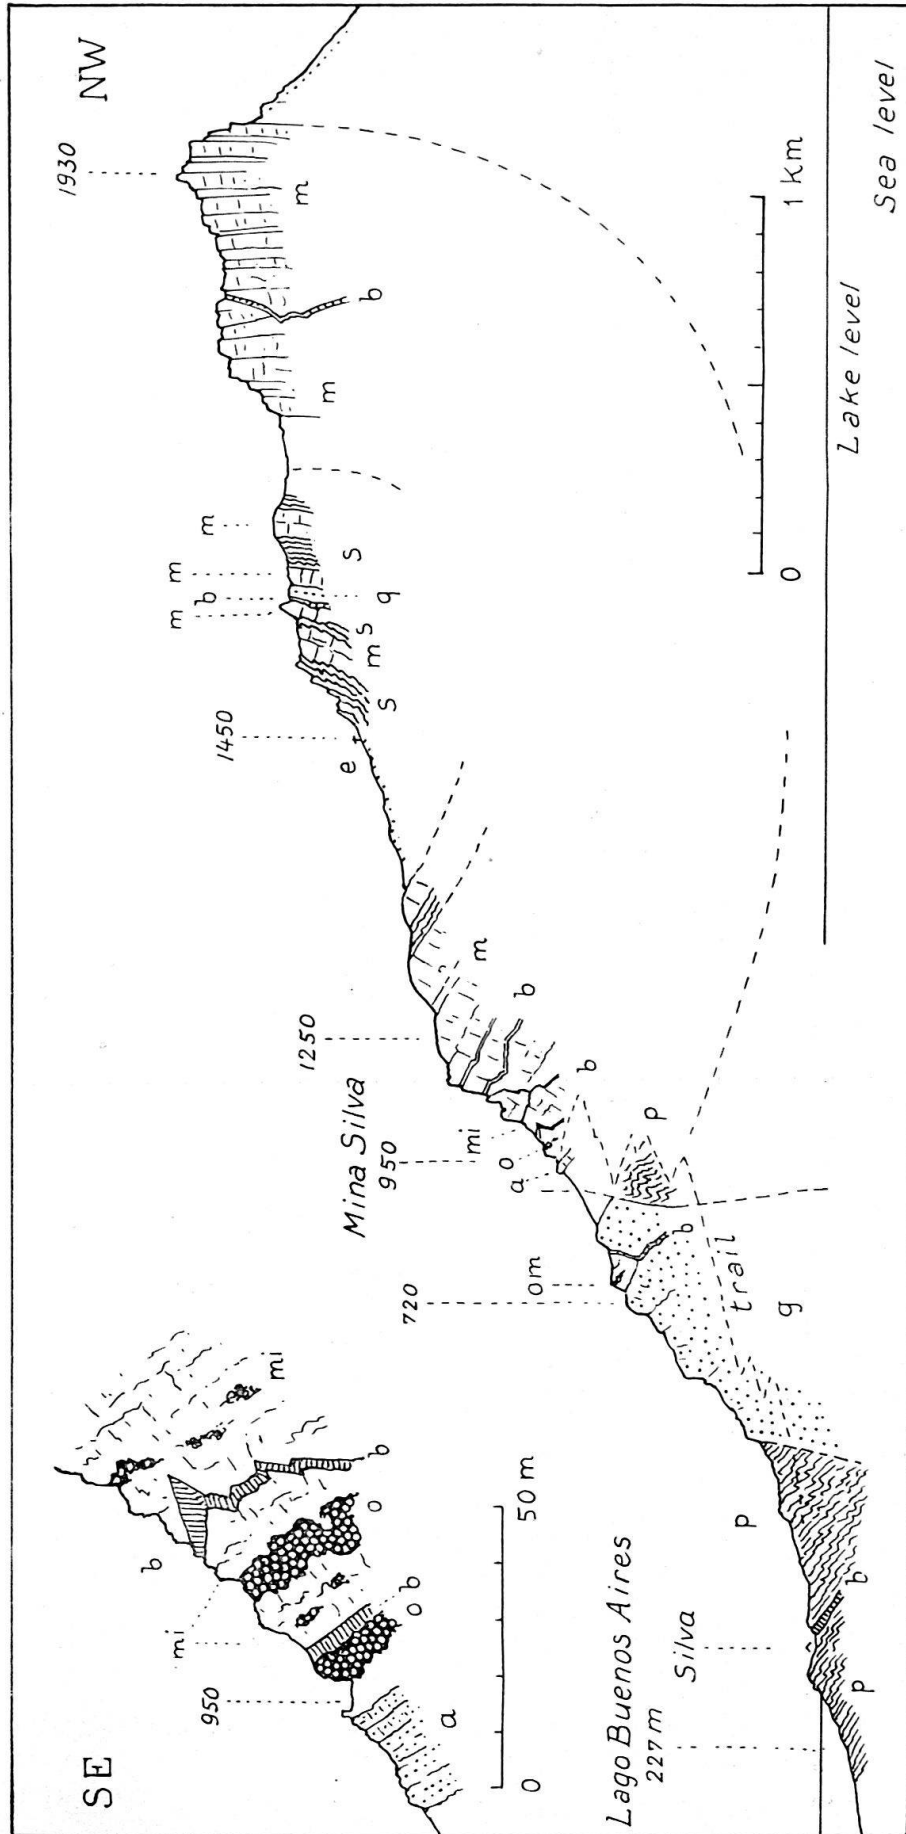 SE
NW
950
mi
b
mi
b
o
b
o
a
0
50 m
Lago Buenos Aires
227 m
Silva
p
b
p
720
om
trail
g
b
Mina Silva
950
a
o
mi
b
p
1250
b
m
1450
e
s
m
s
m
b
m
q
s
m
m
b
1930
m
0
1 Km
Lake level
Sea level